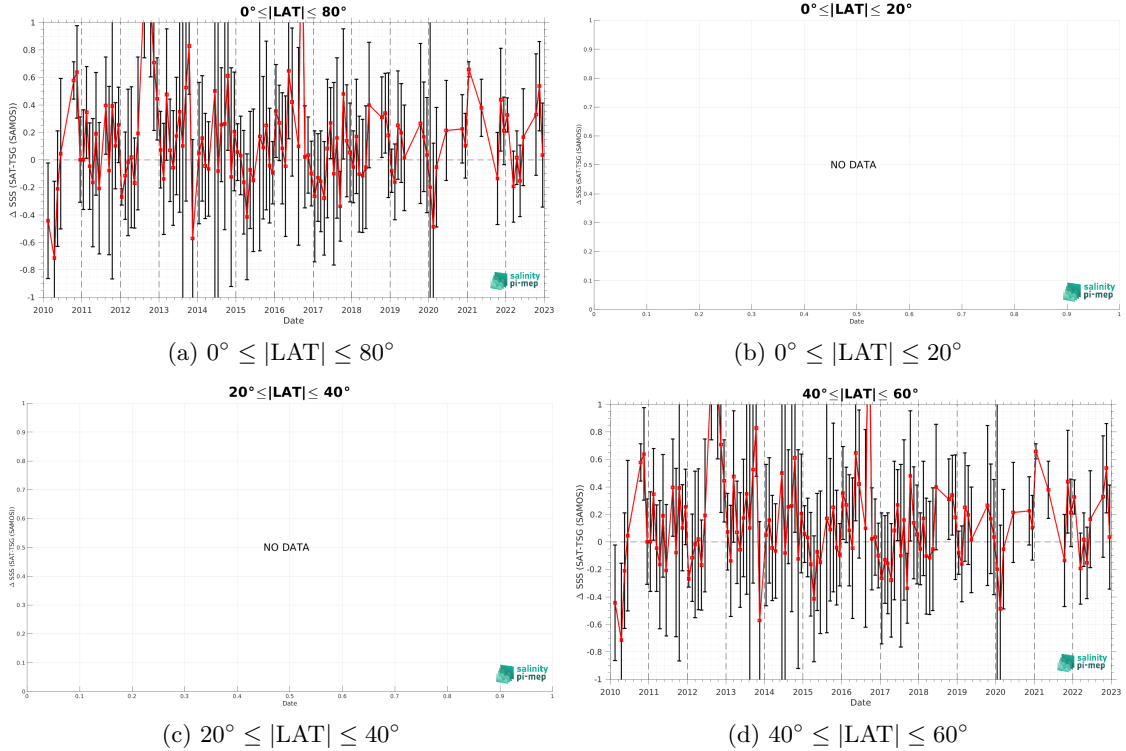 0°≤|LAT|≤ 80°
Δ SSS (SAT-TSG (SAMOS))
1
0.8
0.6
0.4
0.2
0
-0.2
-0.4
-0.6
-0.8
-1
2010 2011 2012 2013 2014 2015 2016 2017 2018 2019 2020 2021 2022 2023
Date
salinity
pi-mep
(a) 0° ≤ |LAT| ≤ 80°
0°≤|LAT|≤ 20°
Δ SSS (SAT-TSG (SAMOS))
1
0.9
0.8
0.7
0.6
0.5
0.4
0.3
0.2
0.1
0
NO DATA
0 0.1 0.2 0.3 0.4 0.5 0.6 0.7 0.8 0.9 1
Date
salinity
pi-mep
(b) 0° ≤ |LAT| ≤ 20°
20°≤|LAT|≤ 40°
Δ SSS (SAT-TSG (SAMOS))
1
0.9
0.8
0.7
0.6
0.5
0.4
0.3
0.2
0.1
0
NO DATA
0 0.1 0.2 0.3 0.4 0.5 0.6 0.7 0.8 0.9 1
Date
salinity
pi-mep
(c) 20° ≤ |LAT| ≤ 40°
40°≤|LAT|≤ 60°
Δ SSS (SAT-TSG (SAMOS))
1
0.8
0.6
0.4
0.2
0
-0.2
-0.4
-0.6
-0.8
-1
2010 2011 2012 2013 2014 2015 2016 2017 2018 2019 2020 2021 2022 2023
Date
salinity
pi-mep
(d) 40° ≤ |LAT| ≤ 60°